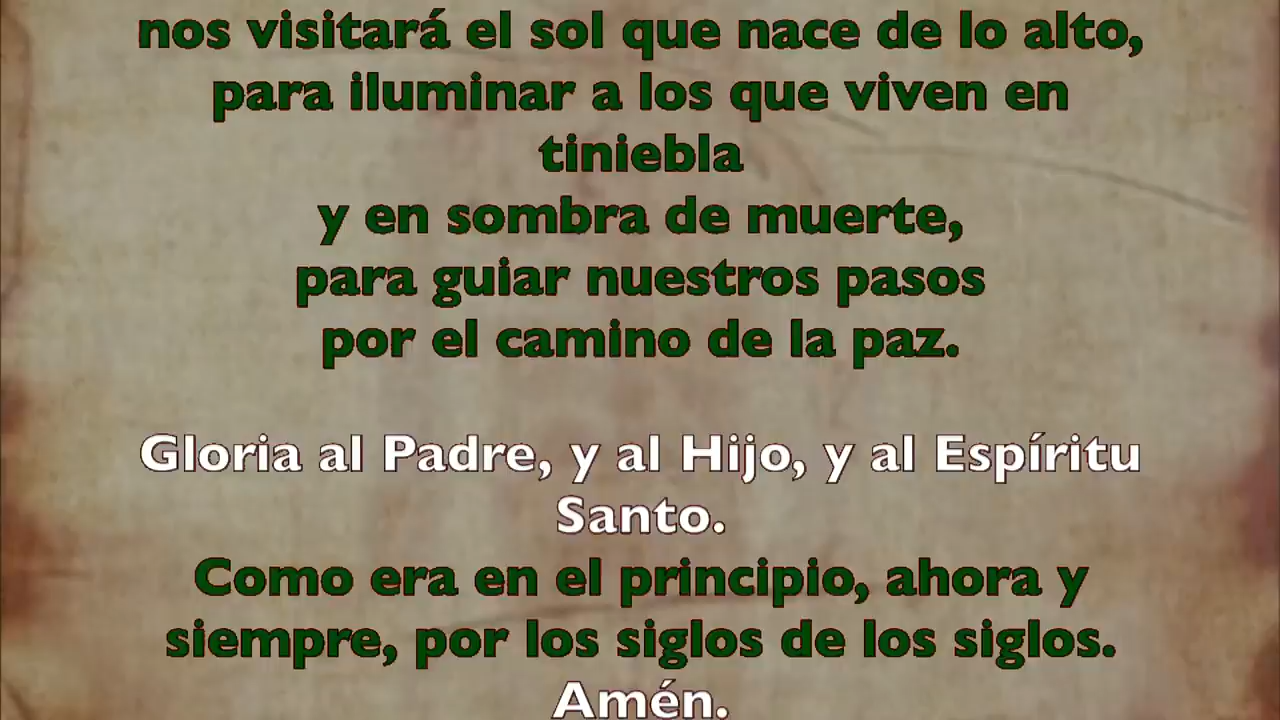 nos visitará el sol que nace de lo alto,
para iluminar a los que viven en
tiniebla
y en sombra de muerte,
para guiar nuestros pasos
por el camino de la paz.
Gloria al Padre, y al Hijo, y al Espíritu
Santo.
Como era en el principio, ahora y
siempre, por los siglos de los siglos.
Amén.